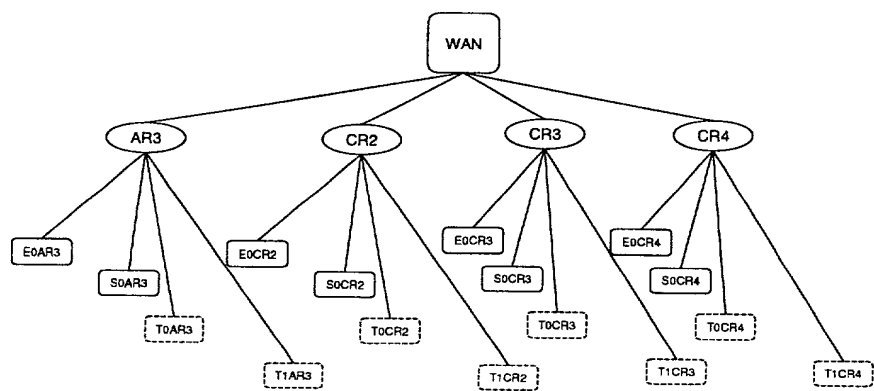 WAN
AR3
CR2
CR3
CR4
E0AR3
E0CR2
E0CR3
E0CR4
S0AR3
S0CR2
S0CR3
S0CR4
T0AR3
T0CR2
T0CR3
T0CR4
T1AR3
T1CR2
T1CR3
T1CR4